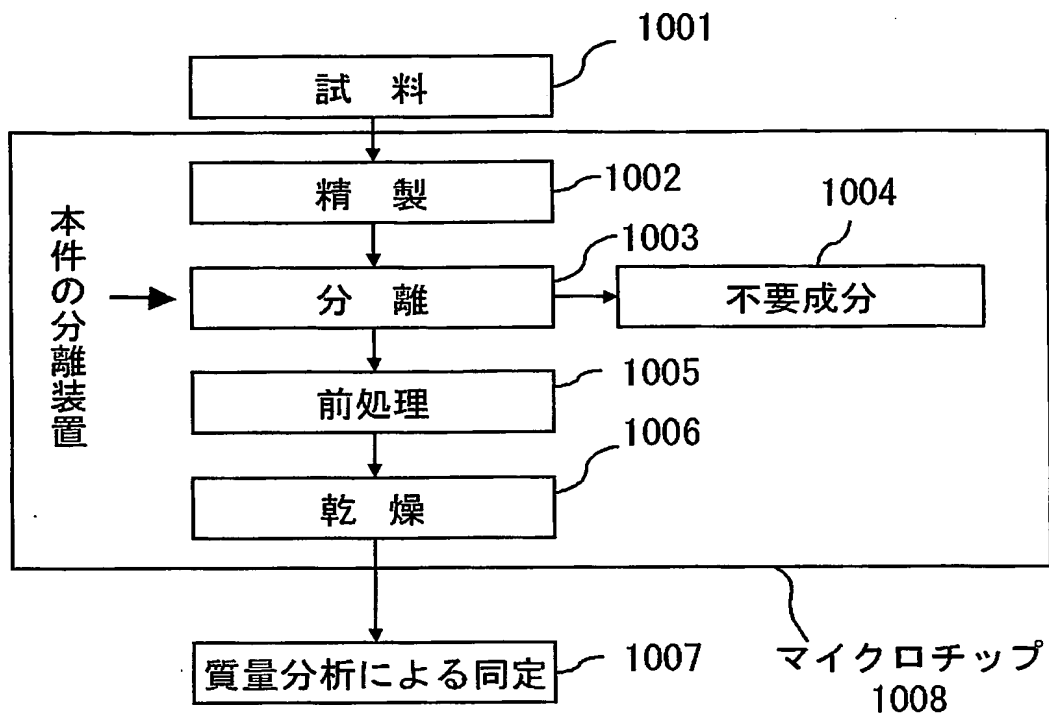 1001
試料
精製
1002
1004
本件の分離装置
1003
分離
不要成分
1005
前処理
1006
乾燥
質量分析による同定
1007
マイクロチップ
1008